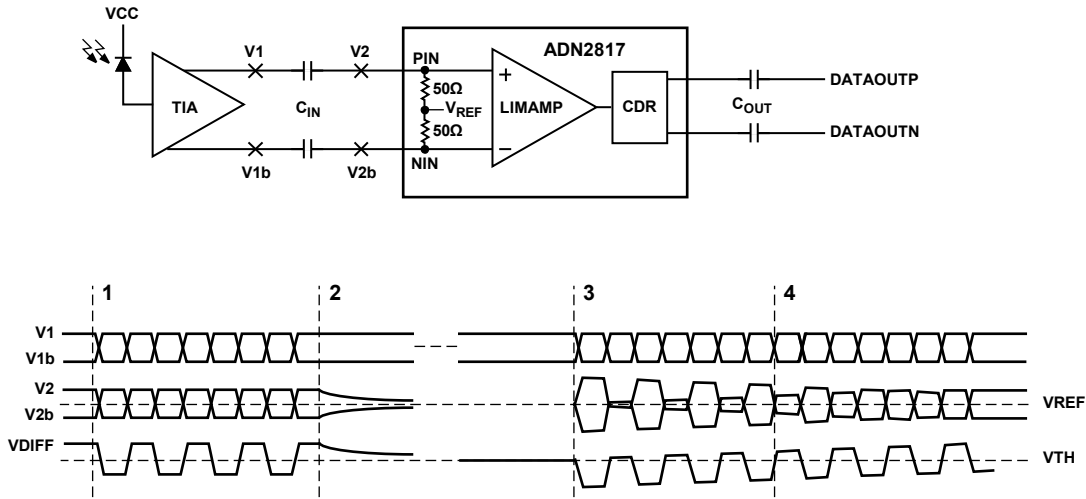 VCC
ADN2817
V1
V2
PIN
50Ω
TIA
CIN
VREF
LIMAMP
CDR
COUT
DATAOUTP
50Ω
DATAOUTN
V1b
V2b
NIN
1
2
3
4
V1
V1b
V2
VREF
V2b
VDIFF
VTH
+
−